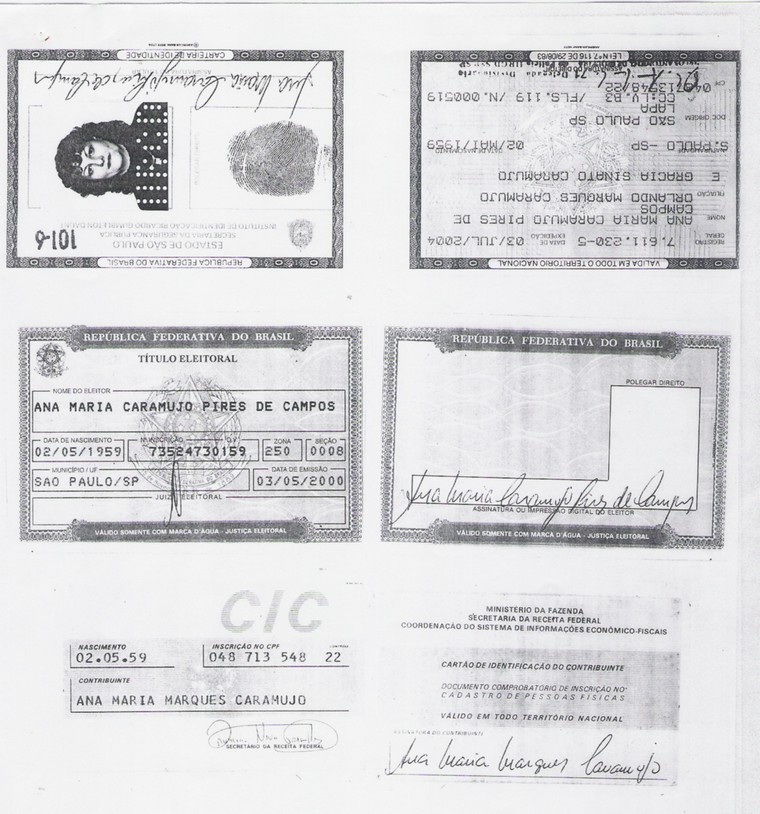 CARTEIRA DE IDENTIDADE
Ana Maria Caramujo Pires de Campos
101-6
INSTITUTO DE IDENTIFICAÇÃO RICARDO GUMBLETON DAUNT
SECRETARIA DA SEGURANÇA PÚBLICA
ESTADO DE SÃO PAULO
REPÚBLICA FEDERATIVA DO BRASIL
VÁLIDA EM TODO O TERRITÓRIO NACIONAL
REGISTRO GERAL 7.611.230-5 DATA DE EXPEDIÇÃO 03/JUL/2004
NOME ANA MARIA CARAMUJO PIRES DE
CAMPOS
FILIAÇÃO ORLANDO MARQUES CARAMUJO
E GRACIA SINATO CARAMUJO
NATURALIDADE S.PAULO -SP DATA DE NASCIMENTO 02/MAI/1959
DOC ORIGEM SÃO PAULO SP
LAPA
CC:LV.B3 /FLS.119 /N.000519
CPF 048713548/22
LEI Nº 7.116 DE 29/08/83
REPÚBLICA FEDERATIVA DO BRASIL
TÍTULO ELEITORAL
NOME DO ELEITOR
ANA MARIA CARAMUJO PIRES DE CAMPOS
DATA DE NASCIMENTO INSCRIÇÃO D.V. ZONA SEÇÃO
02/05/1959 73524730159 250 0008
MUNICÍPIO / UF DATA DE EMISSÃO
SAO PAULO/SP 03/05/2000
JUIZ ELEITORAL
VÁLIDO SOMENTE COM MARCA D'ÁGUA - JUSTIÇA ELEITORAL
REPÚBLICA FEDERATIVA DO BRASIL
POLEGAR DIREITO
Ana Maria Caramujo Pires de Campos
ASSINATURA OU IMPRESSÃO DIGITAL DO ELEITOR
VÁLIDO SOMENTE COM MARCA D'ÁGUA - JUSTIÇA ELEITORAL
CIC
NASCIMENTO INSCRIÇÃO NO CPF
02.05.59 048 713 548 22
CONTRIBUINTE
ANA MARIA MARQUES CARAMUJO
SECRETÁRIO DA RECEITA FEDERAL
MINISTÉRIO DA FAZENDA
SECRETARIA DA RECEITA FEDERAL
COORDENAÇÃO DO SISTEMA DE INFORMAÇÕES ECONÔMICO-FISCAIS
CARTÃO DE IDENTIFICAÇÃO DO CONTRIBUINTE
DOCUMENTO COMPROBATÓRIO DE INSCRIÇÃO NO
CADASTRO DE PESSOAS FÍSICAS
VÁLIDO EM TODO TERRITÓRIO NACIONAL
ASSINATURA DO CONTRIBUINTE
Ana Maria Marques Caramujo